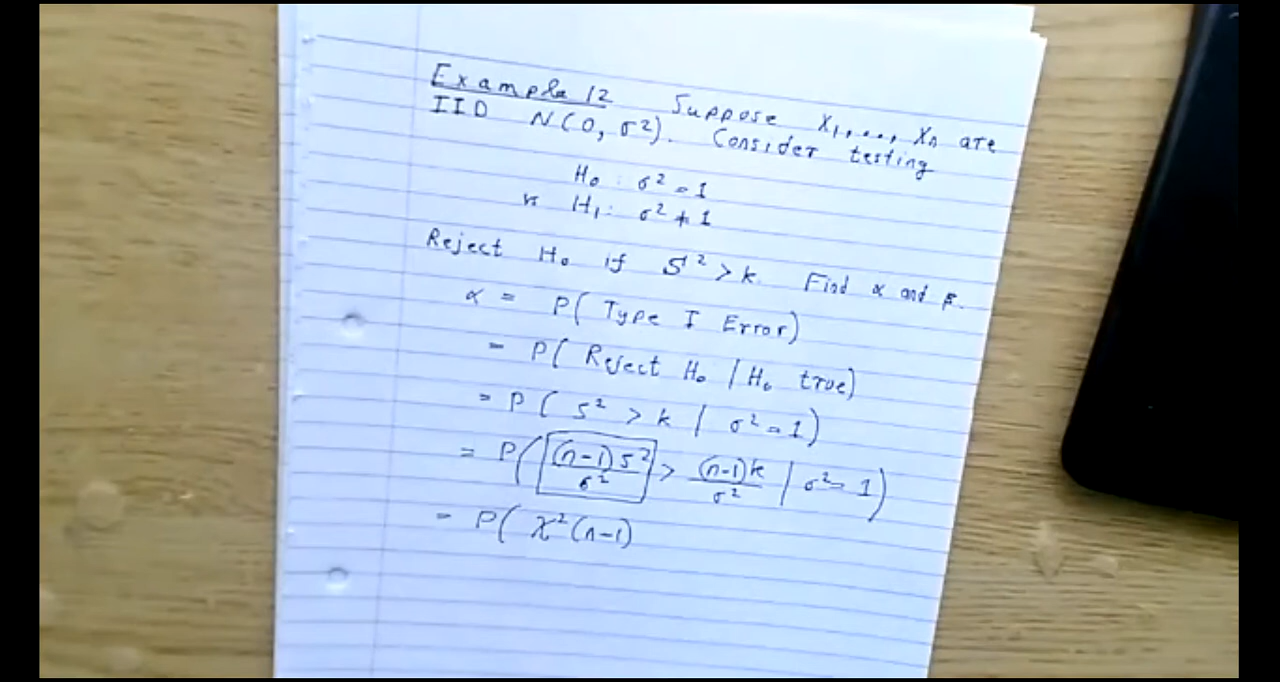 Example 12 Suppose X₁,..., Xn are
IID N(0, σ²). Consider testing
H₀ : σ² = 1
vs H₁ : σ² ≠ 1
Reject H₀ if S² > k. Find α and β.
α = P( Type I Error)
= P( Reject H₀ | H₀ true)
= P( S² > k | σ² = 1)
= P( (n-1)S²/σ² > (n-1)k/σ² | σ² = 1)
= P( χ²(n-1)